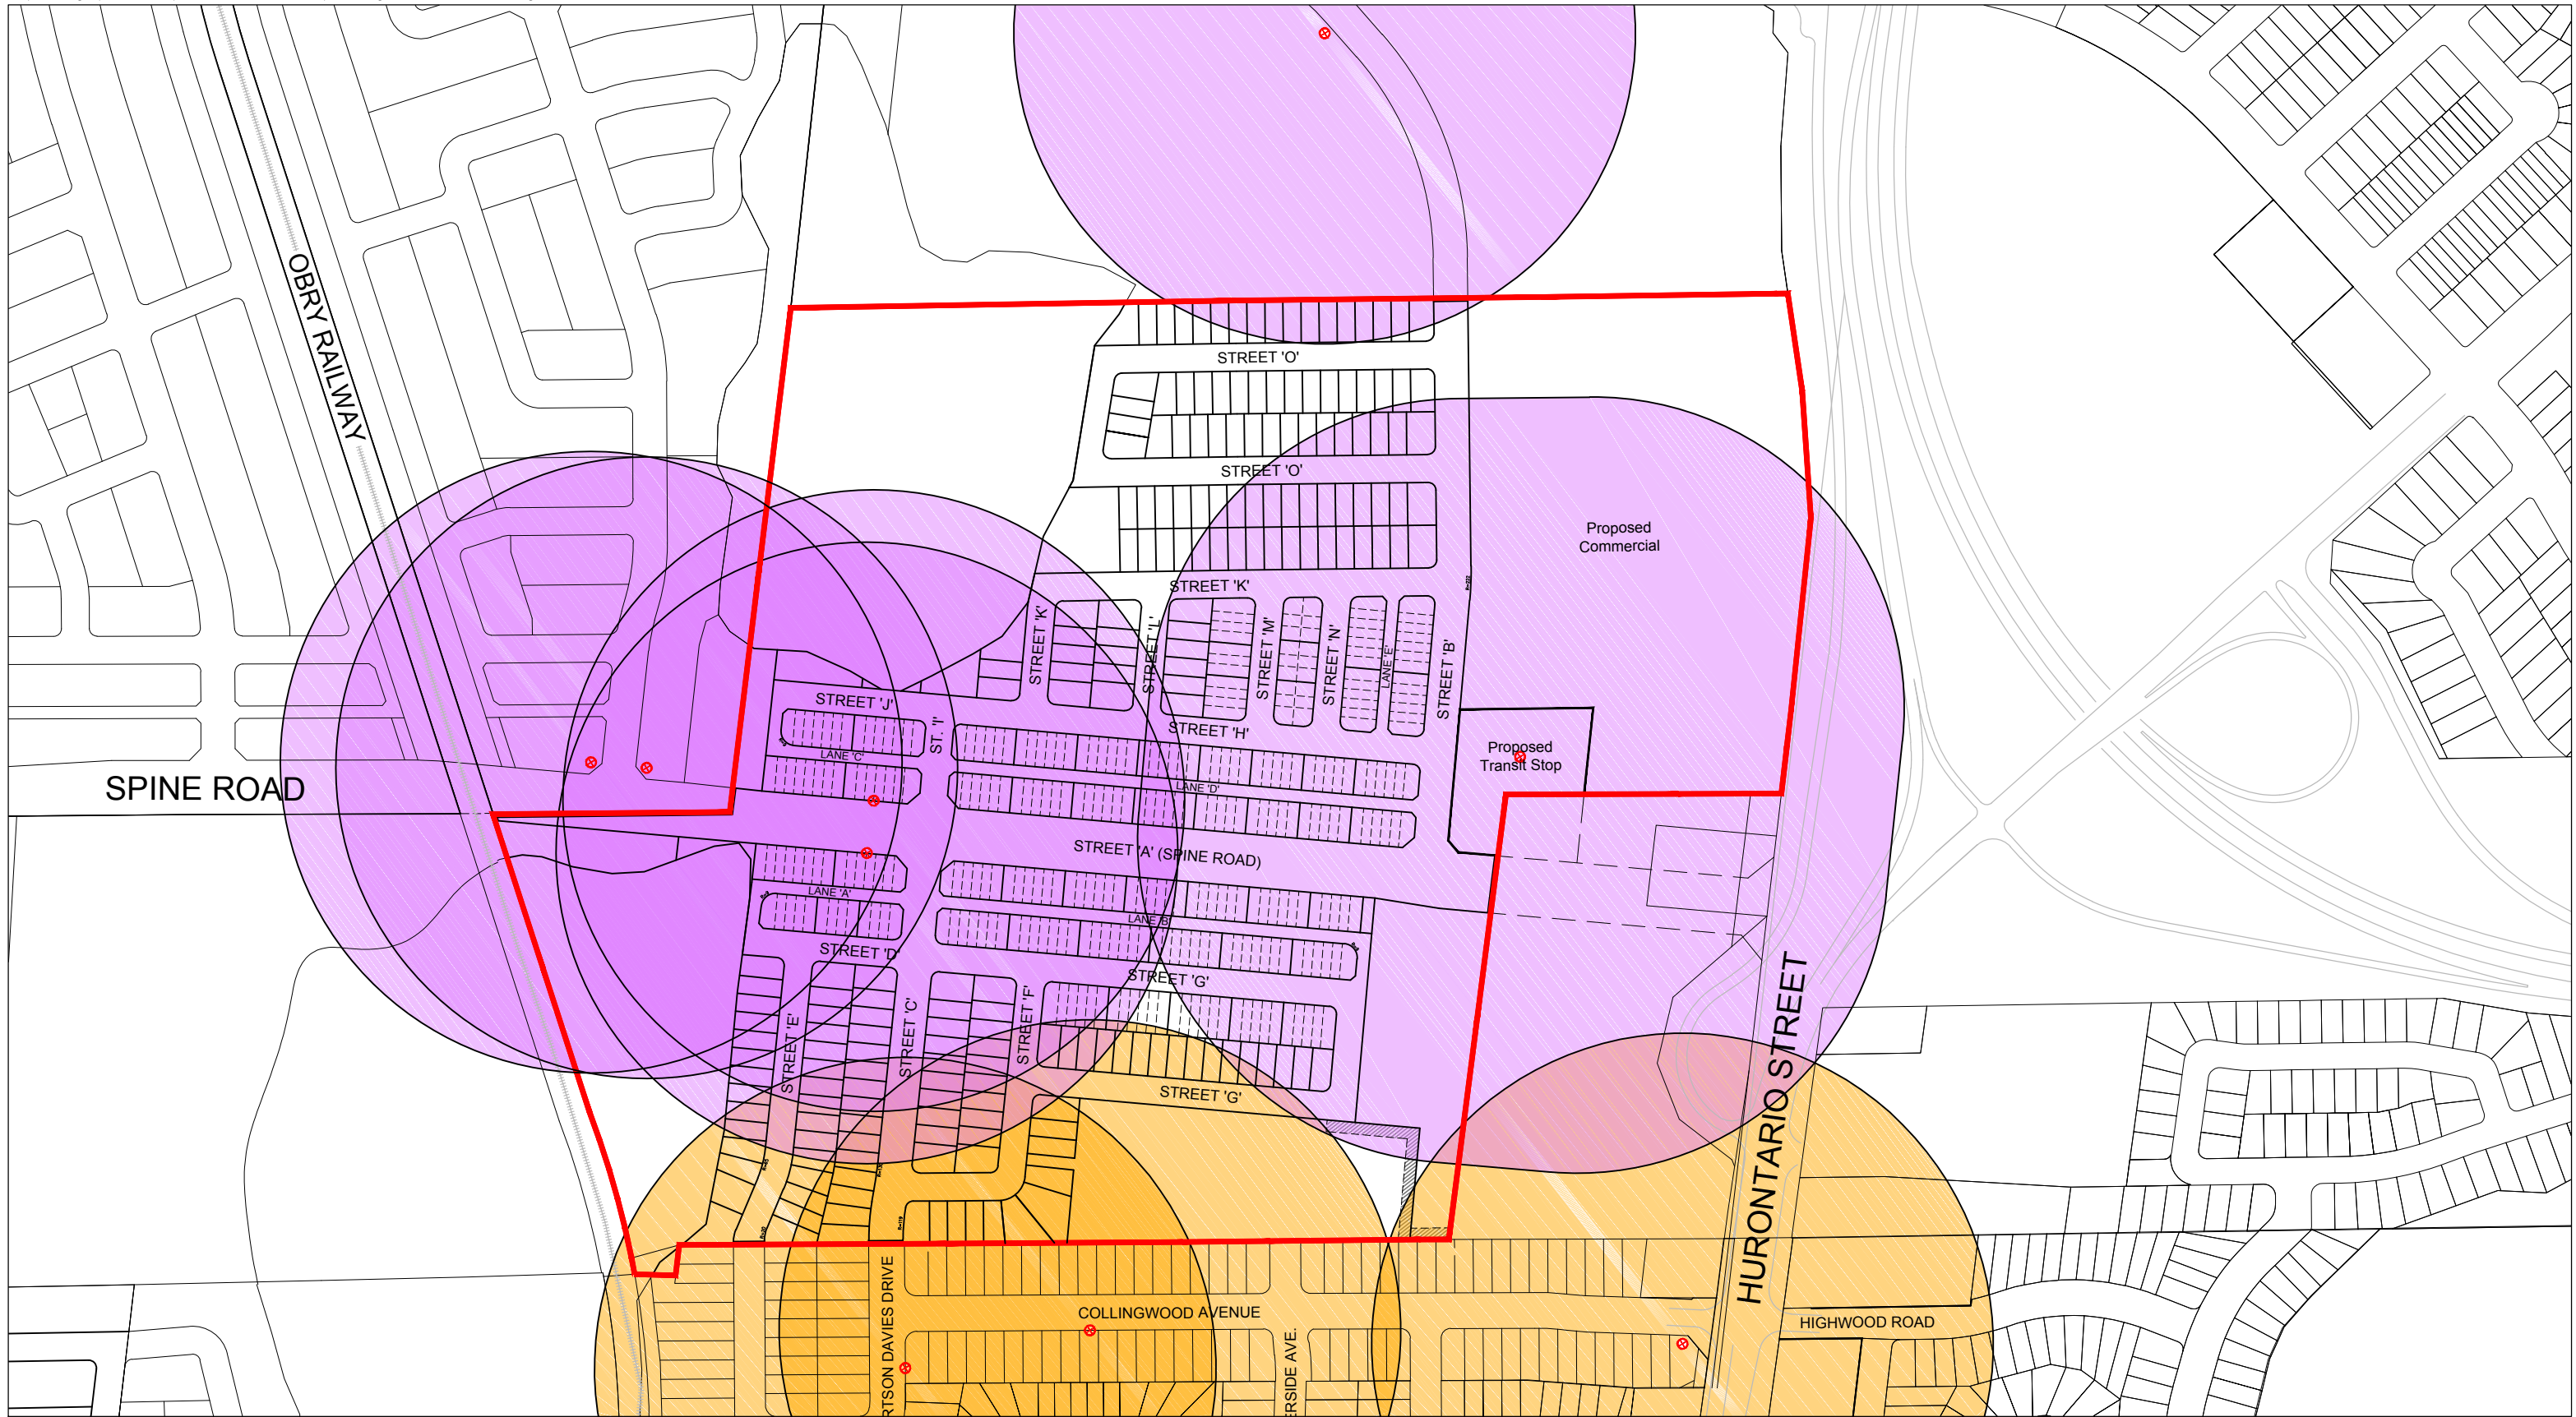 OBRY RAILWAY
STREET 'O'
STREET 'O'
Proposed
Commercial
STREET 'K'
STREET 'K'
STREET 'L'
STREET 'M'
STREET 'N'
LANE 'E'
STREET 'B'
STREET 'J'
ST. 'I'
STREET 'H'
LANE 'C'
Proposed
Transit Stop
SPINE ROAD
LANE 'D'
STREET 'A' (SPINE ROAD)
LANE 'A'
LANE 'B'
STREET 'D'
STREET 'G'
STREET 'E'
STREET 'C'
STREET 'F'
STREET 'G'
HURONTARIO STREET
RTSON DAVIES DRIVE
COLLINGWOOD AVENUE
ERSIDE AVE.
HIGHWOOD ROAD